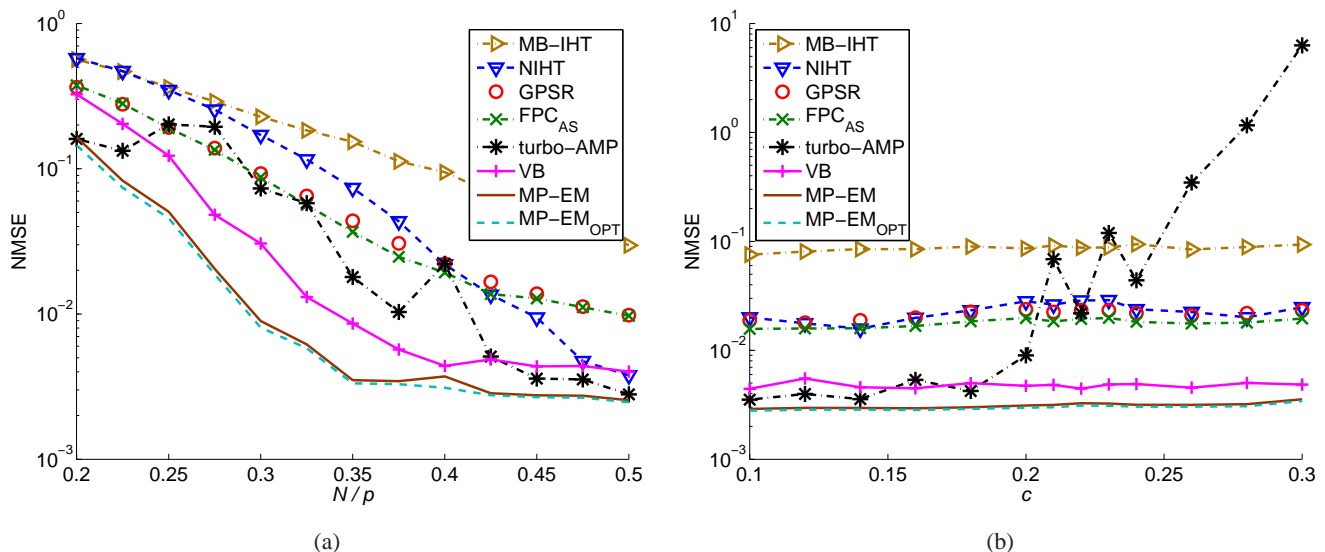 10^0
10^−1
10^−2
10^−3
NMSE
0.2 0.25 0.3 0.35 0.4 0.45 0.5
N / p
MB−IHT
NIHT
GPSR
FPC_AS
turbo−AMP
VB
MP−EM
MP−EM_OPT
(a)
10^1
10^0
10^−1
10^−2
10^−3
NMSE
0.1 0.15 0.2 0.25 0.3
c
MB−IHT
NIHT
GPSR
FPC_AS
turbo−AMP
VB
MP−EM
MP−EM_OPT
(b)